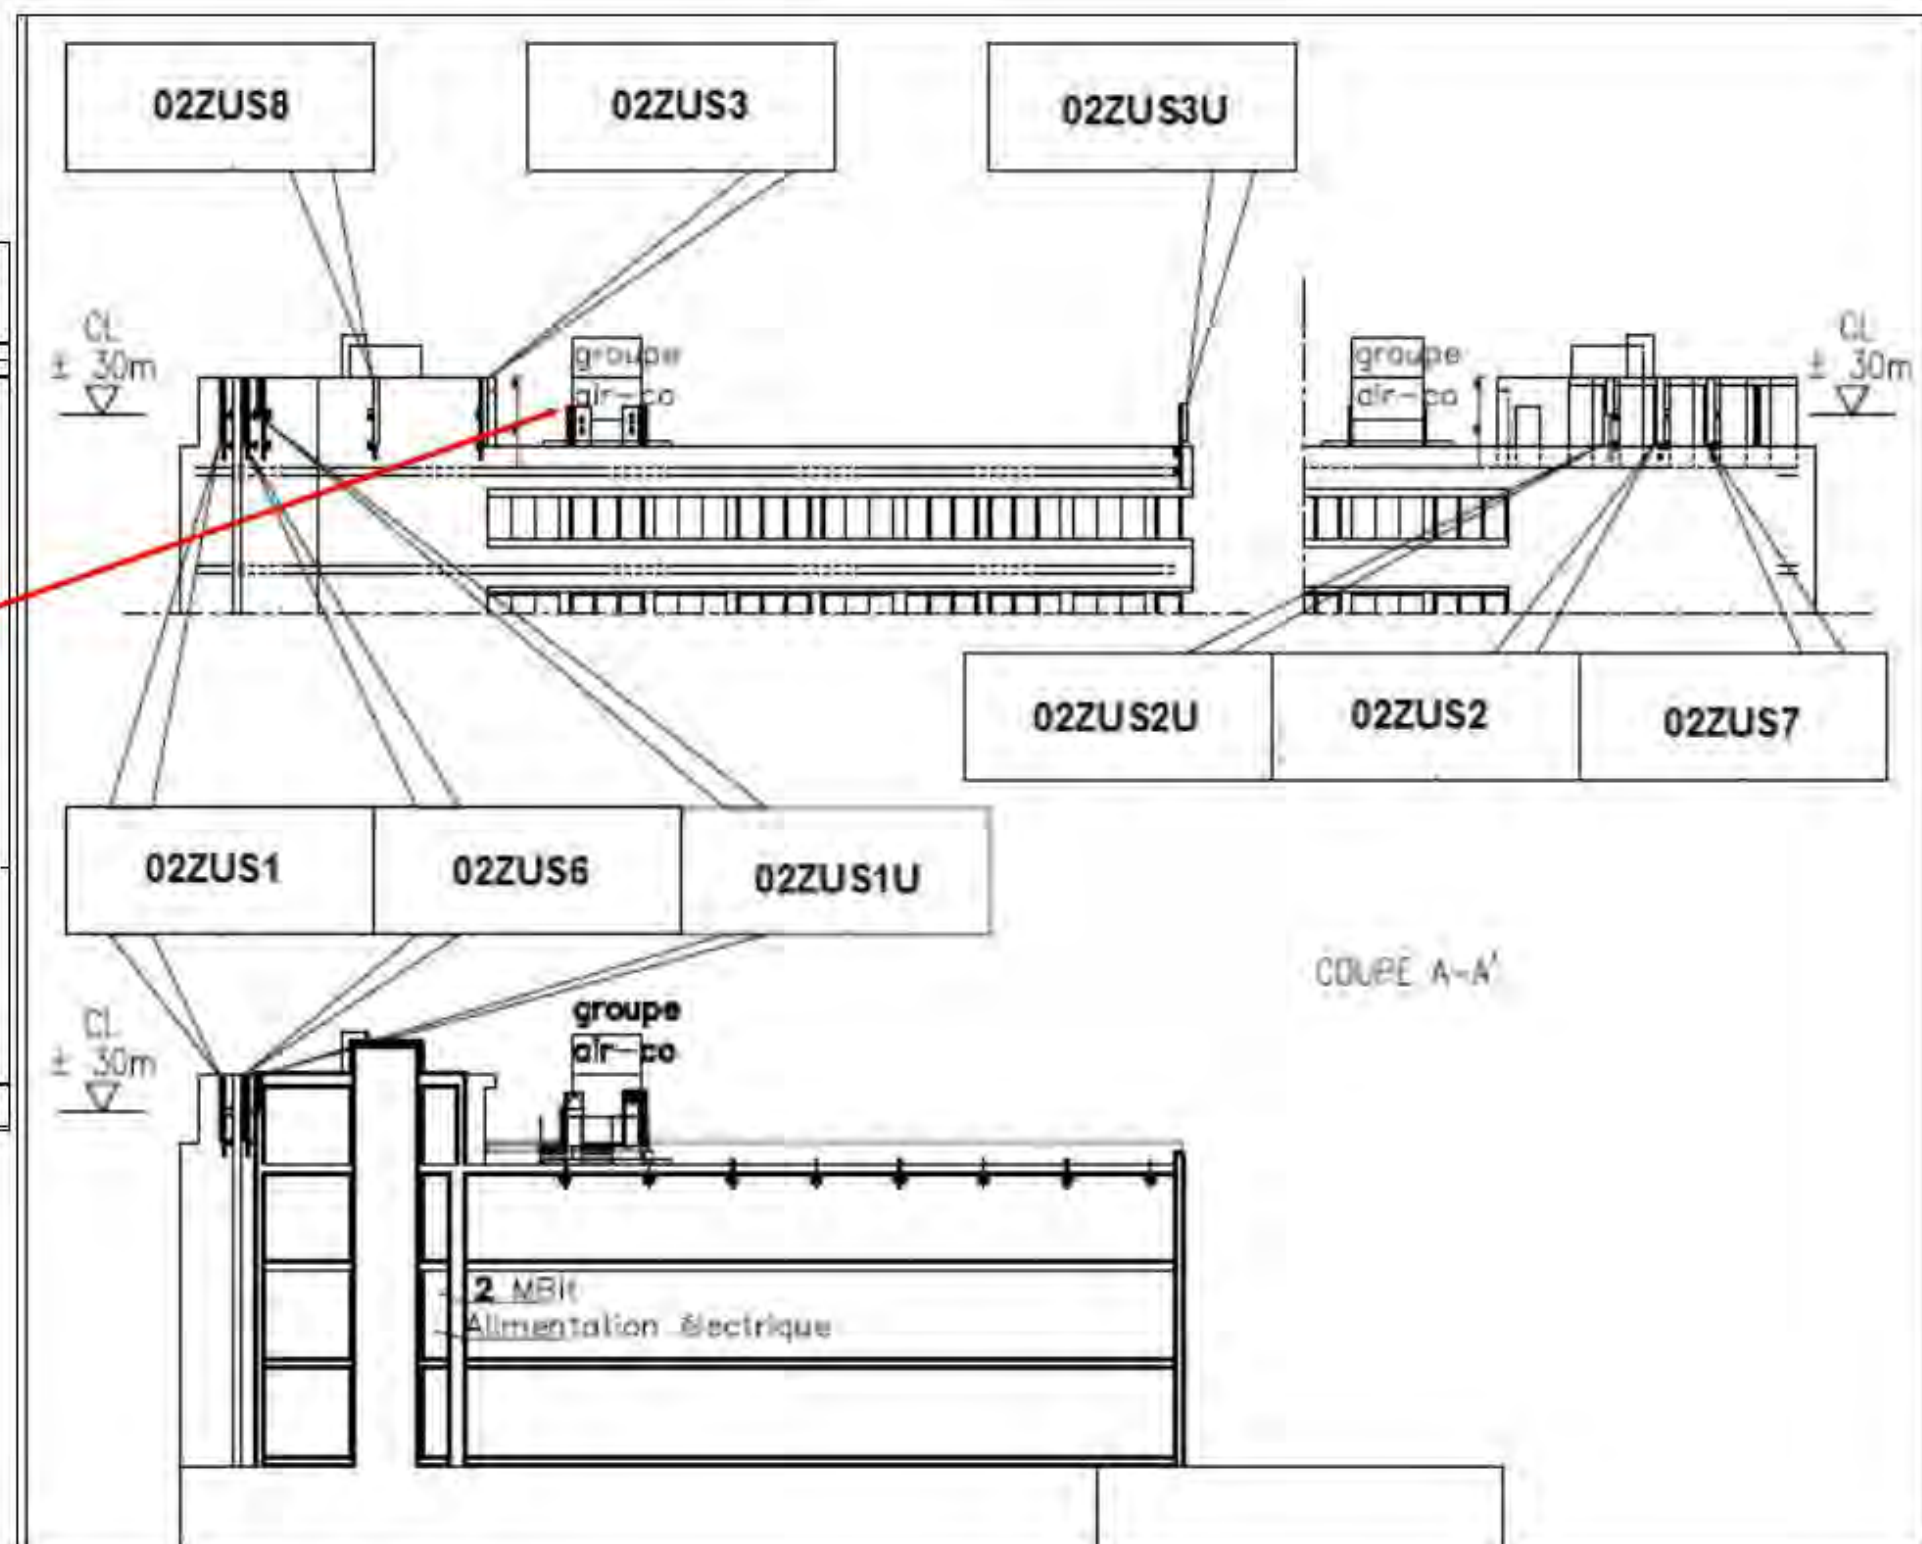 02ZUS8
02ZUS3
02ZUS3U
CL
± 30m
groupe
air-co
groupe
air-co
CL
± 30m
02ZUS2U
02ZUS2
02ZUS7
02ZUS1
02ZUS6
02ZUS1U
COUPE A-A'
CL
± 30m
groupe
air-co
2 MBit
Alimentation électrique